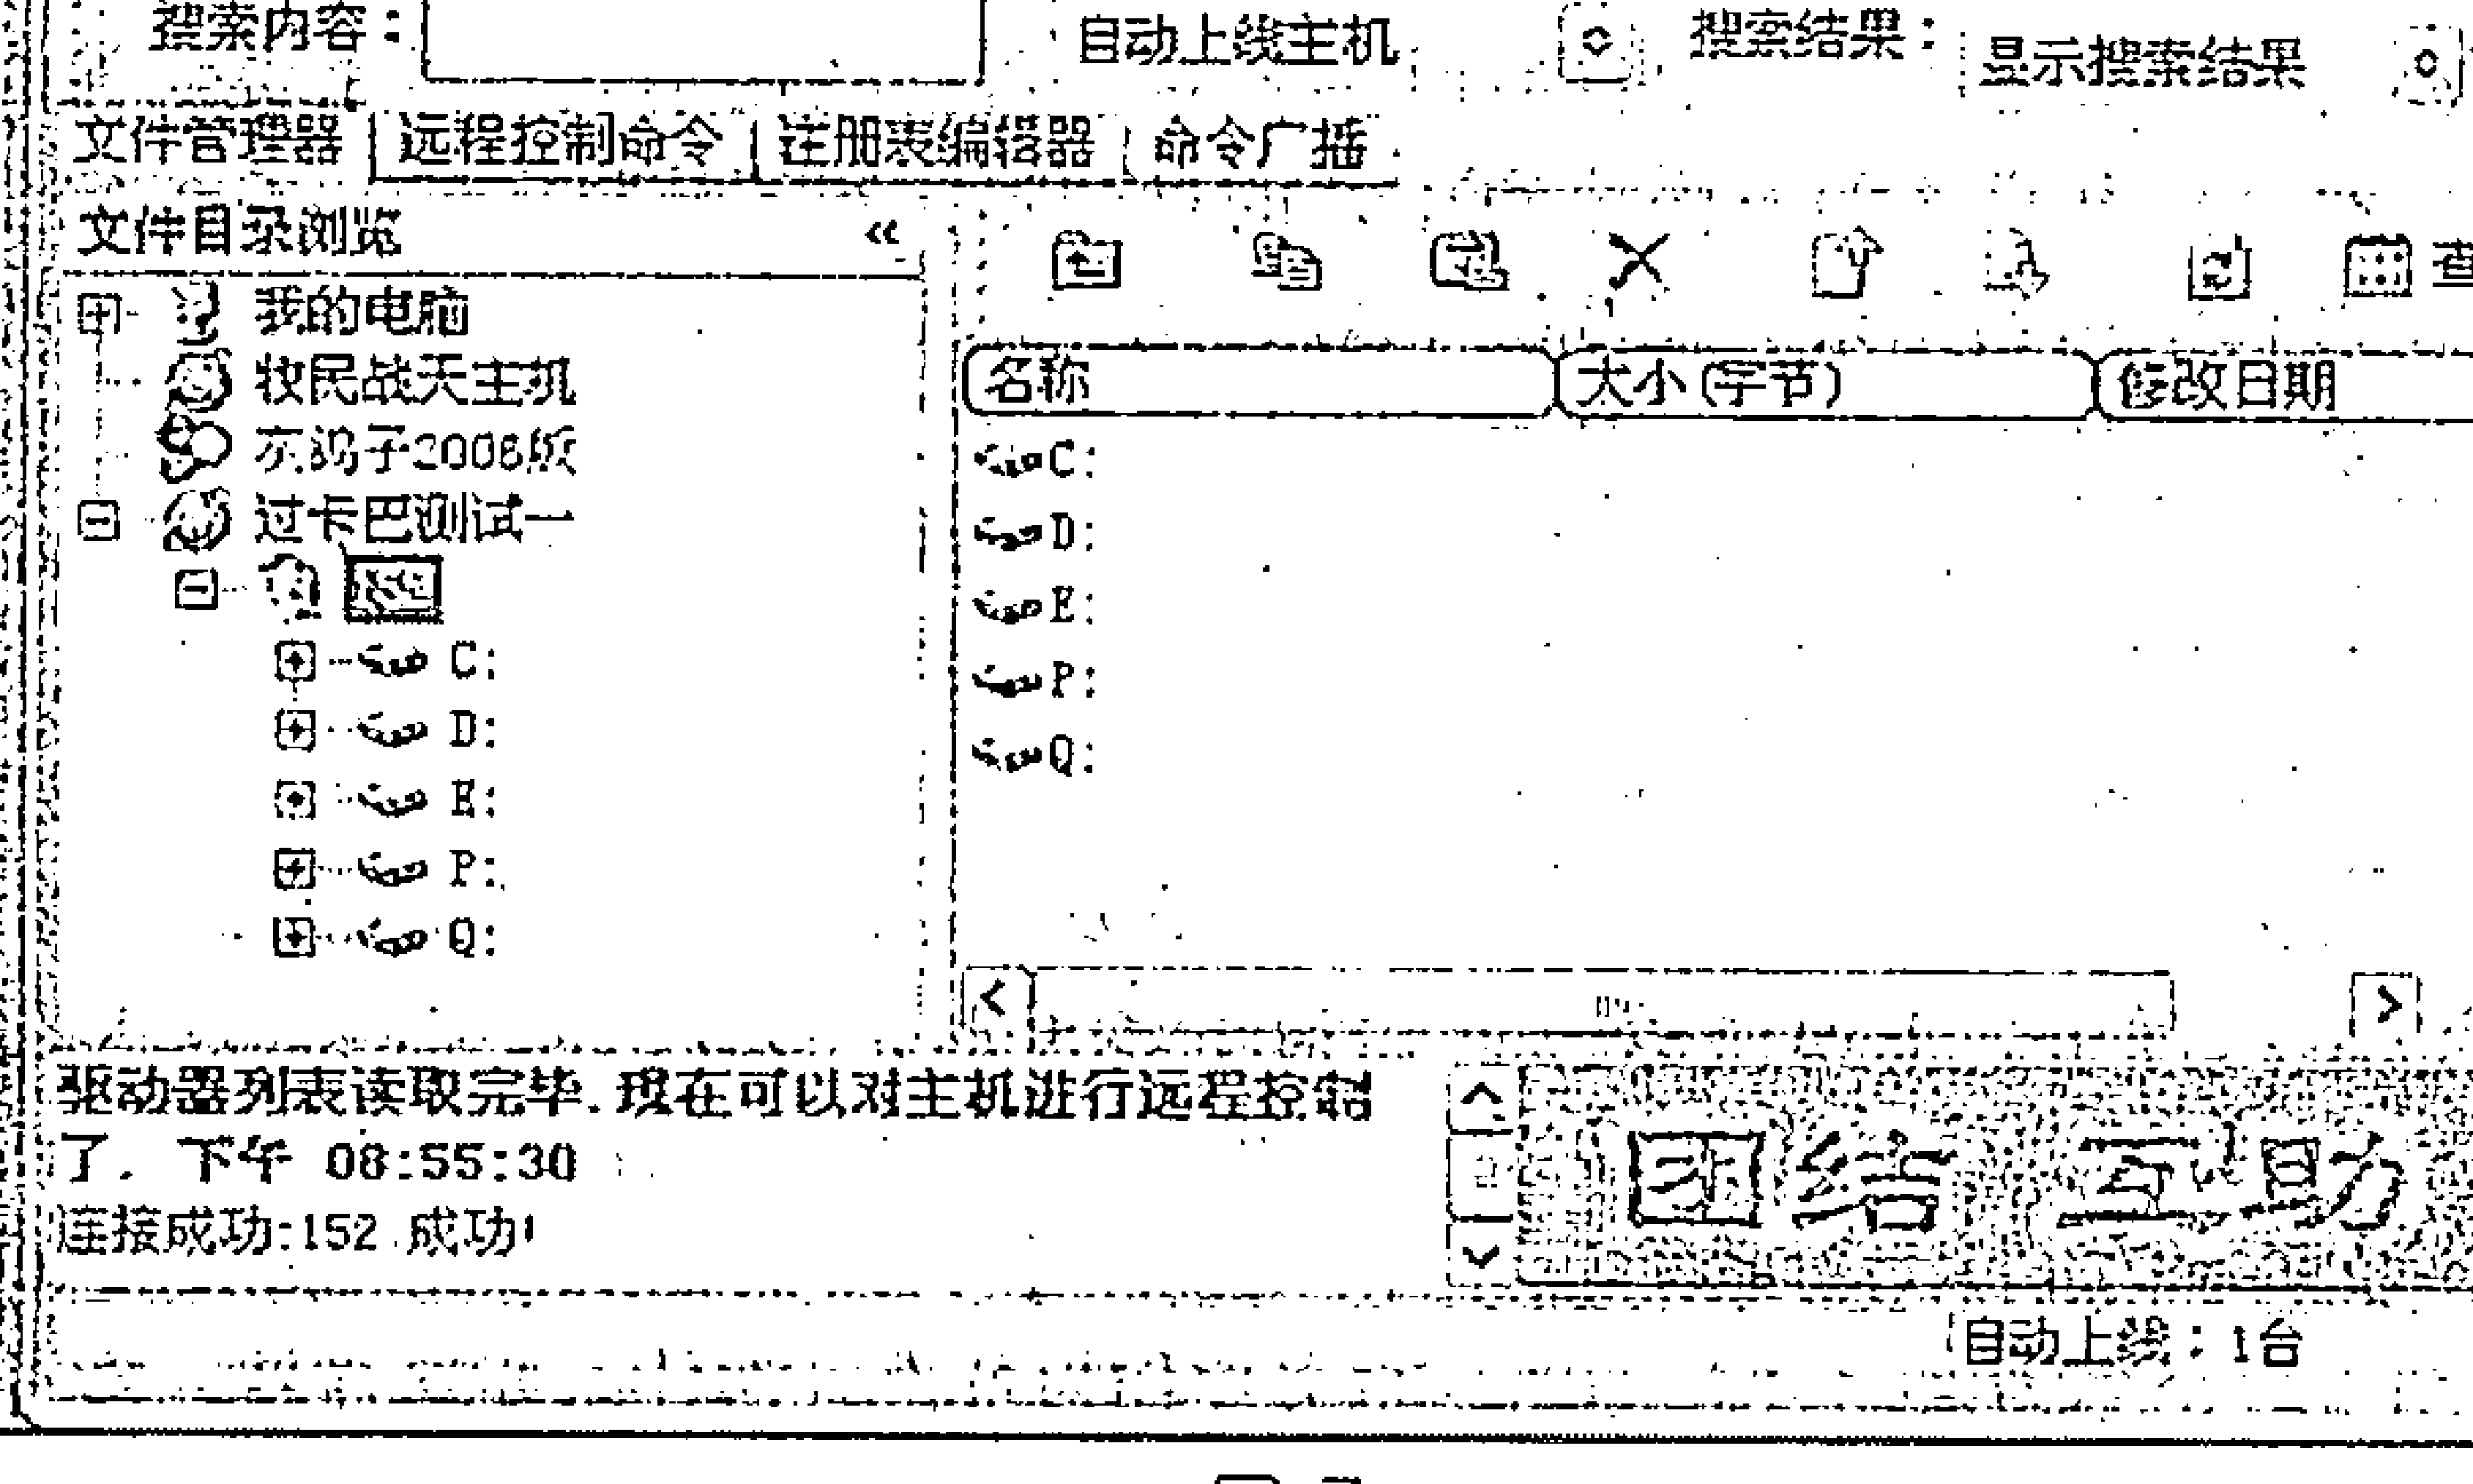 搜索内容： 自动上线主机 搜索结果： 显示搜索结果
文件管理器 远程控制命令 注册表编辑器 命令广播
文件目录浏览 «
查
我的电脑
牧民战天主机
灰鸽子2006版
过卡巴测试一
C:
D:
E:
P:
Q:
名称 大小(字节) 修改日期
C:
D:
E:
P:
Q:
驱动器列表读取完毕.现在可以对主机进行远程控制
了. 下午 08:55:30
连接成功:152 成功!
团结 互助
自动上线：1台